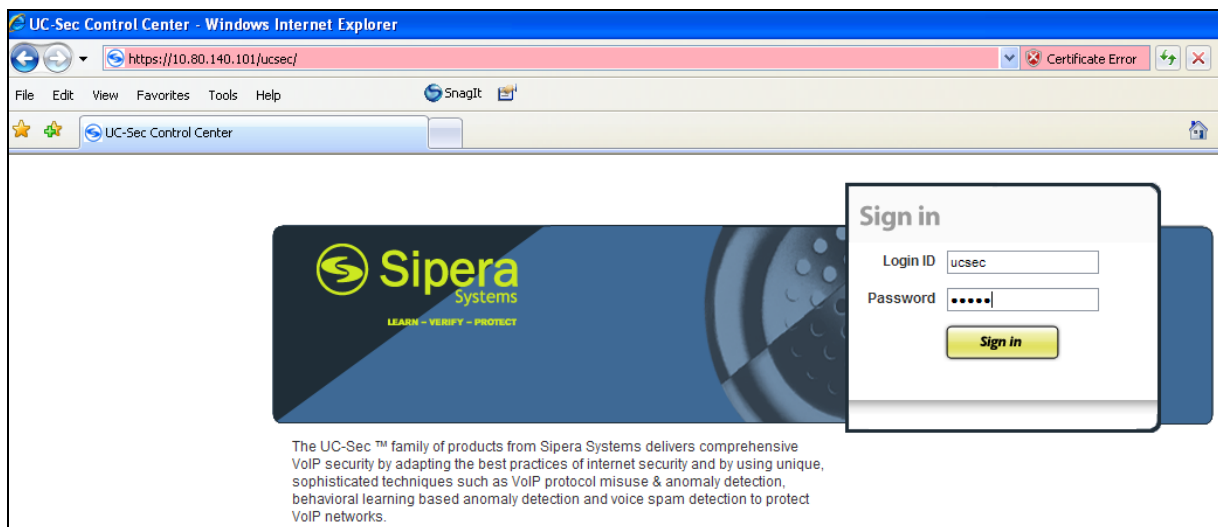 UC-Sec Control Center - Windows Internet Explorer
https://10.80.140.101/ucsec/
Certificate Error
File Edit View Favorites Tools Help
SnagIt
UC-Sec Control Center
Sign in
Login ID ucsec
Password •••••
Sign in
S Sipera
Systems
LEARN – VERIFY – PROTECT
The UC-Sec ™ family of products from Sipera Systems delivers comprehensive
VoIP security by adapting the best practices of internet security and by using unique,
sophisticated techniques such as VoIP protocol misuse & anomaly detection,
behavioral learning based anomaly detection and voice spam detection to protect
VoIP networks.